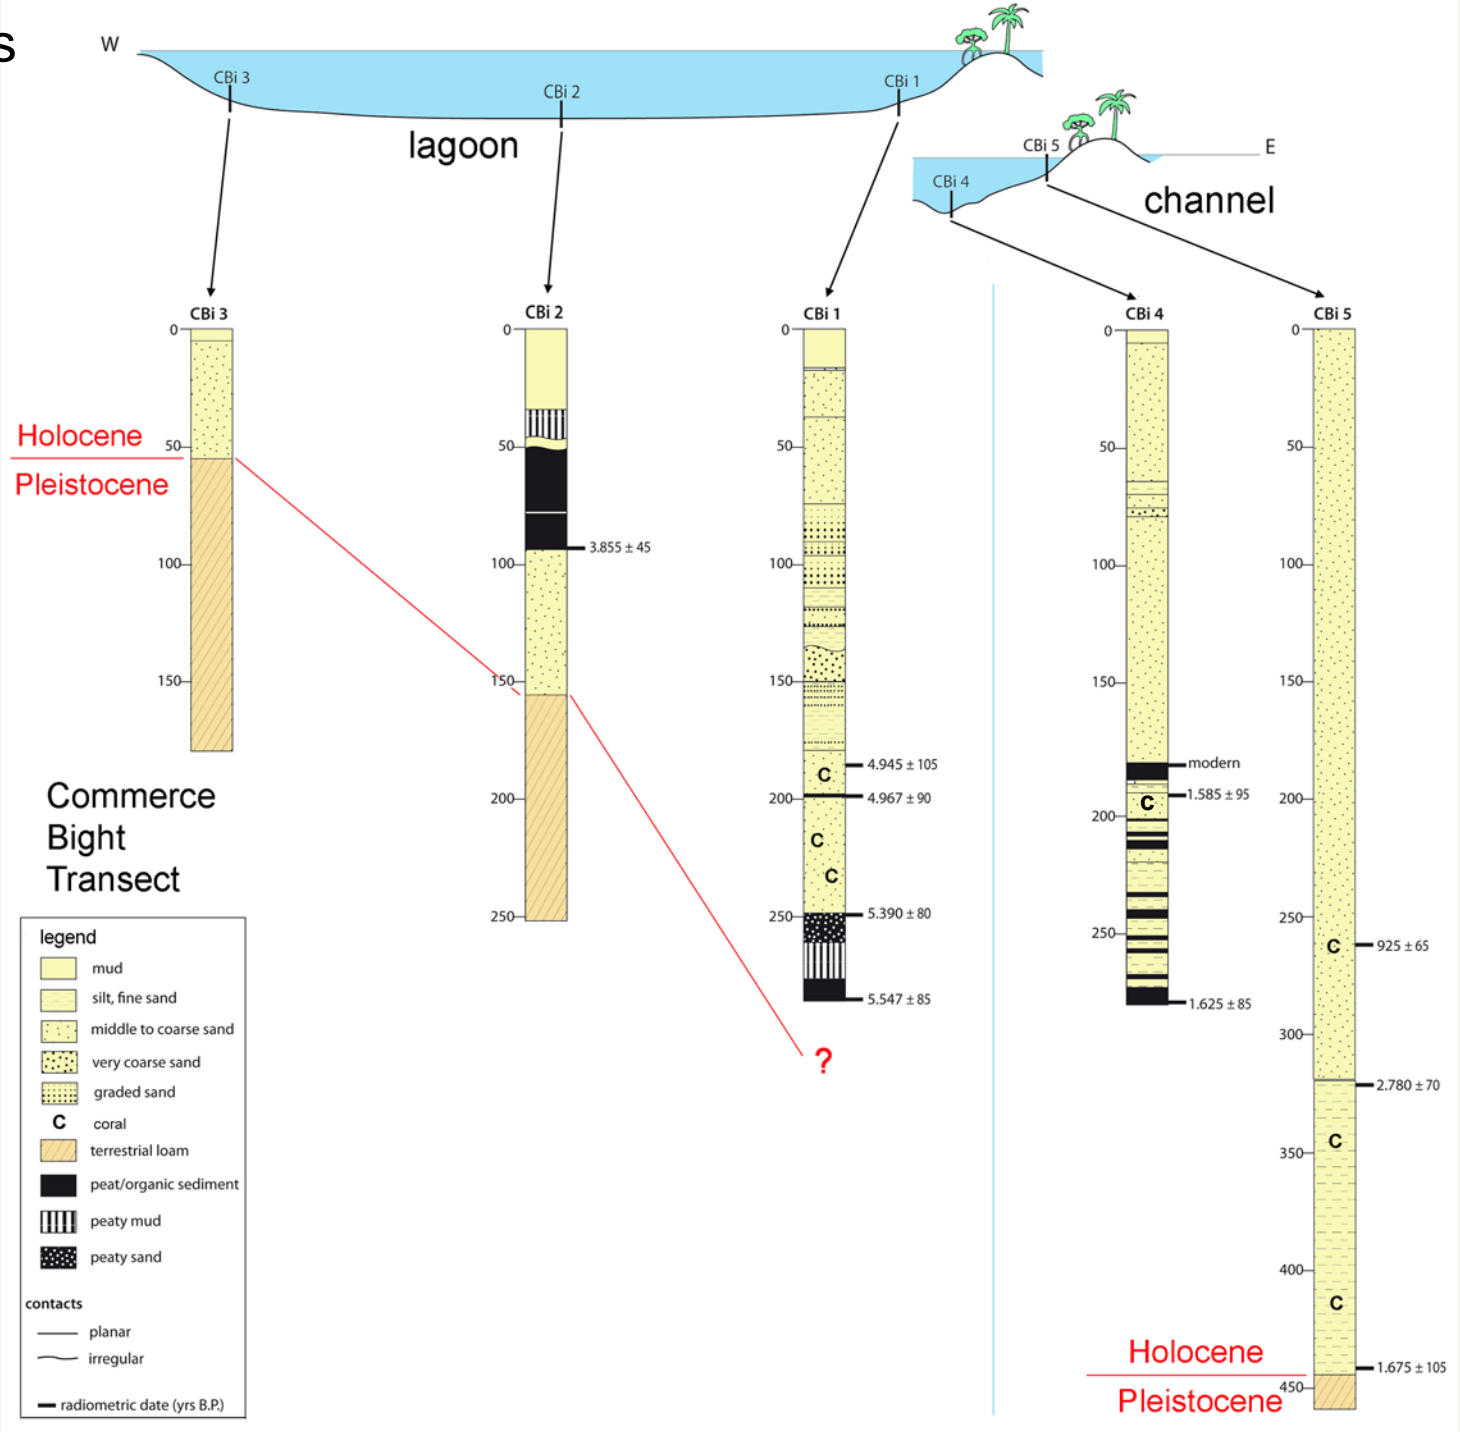 s
W
CBi 3
CBi 2
CBi 1
lagoon
CBi 5
E
CBi 4
channel
CBi 3
CBi 2
CBi 1
CBi 4
CBi 5
0
50
100
150
Holocene
Pleistocene
0
50
100
150
200
250
3.855 ± 45
0
50
100
150
200
250
C
C
C
4.945 ± 105
4.967 ± 90
5.390 ± 80
5.547 ± 85
?
0
50
100
150
200
250
C
modern
1.585 ± 95
1.625 ± 85
0
50
100
150
200
250
300
350
400
450
C
C
C
925 ± 65
2.780 ± 70
1.675 ± 105
Holocene
Pleistocene
Commerce
Bight
Transect
legend
mud
silt, fine sand
middle to coarse sand
very coarse sand
graded sand
C coral
terrestrial loam
peat/organic sediment
peaty mud
peaty sand
contacts
planar
irregular
radiometric date (yrs B.P.)